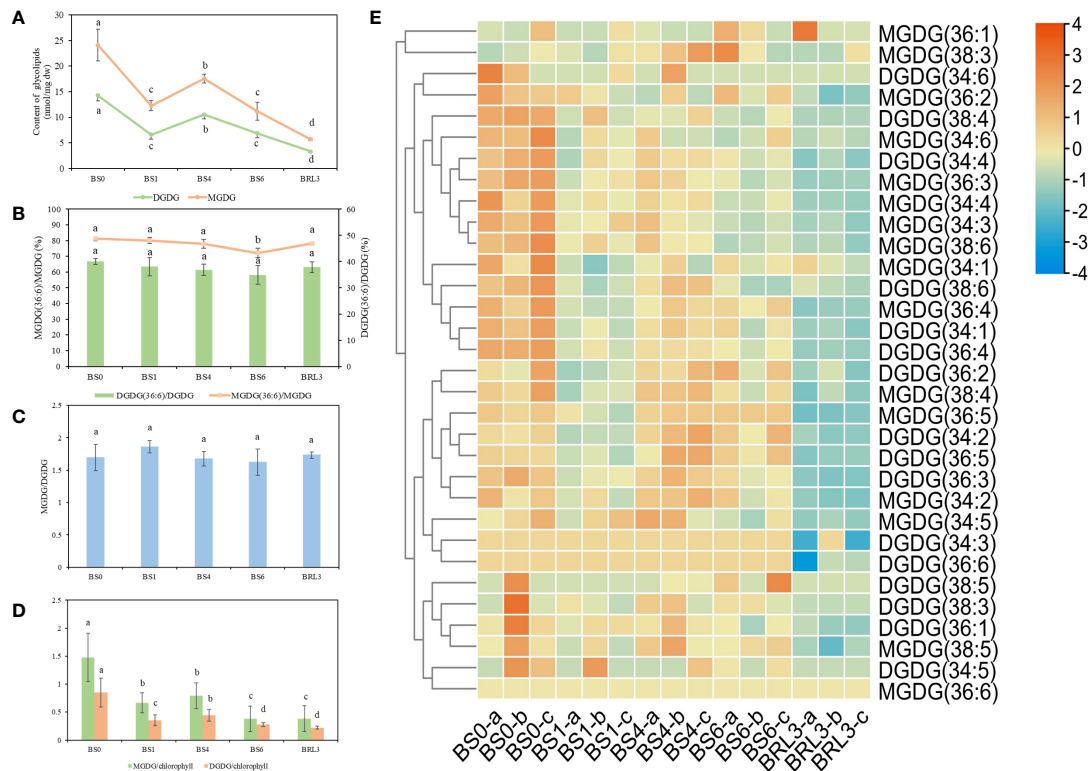 A
Content of glycolipids
(nmol/mg dw)
30
25
20
15
10
5
0
a
a
c
c
b
b
c
c
d
d
BS0 BS1 BS4 BS6 BRL3
DGDG MGDG
B
MGDG(36:6)/MGDG (%)
100
90
80
70
60
50
40
30
20
10
0
a a a b a
a a a a a
60
50
40
30
20
10
0
DGDG(36:6)/DGDG (%)
BS0 BS1 BS4 BS6 BRL3
DGDG(36:6)/DGDG MGDG(36:6)/MGDG
C
MGDG/DGDG
2
1.5
2
1
0.5
0
a a a a a
BS0 BS1 BS4 BS6 BRL3
D
2.5
2
1.5
1
0.5
0
a a b c b b c d c d
BS0 BS1 BS4 BS6 BRL3
MGDG/chlorophyll DGDG/chlorophyll
E
MGDG(36:1)
MGDG(38:3)
DGDG(34:6)
MGDG(36:2)
DGDG(38:4)
MGDG(34:6)
DGDG(34:4)
MGDG(36:3)
MGDG(34:4)
MGDG(34:3)
MGDG(38:6)
MGDG(34:1)
DGDG(38:6)
MGDG(36:4)
DGDG(34:1)
DGDG(36:4)
DGDG(36:2)
MGDG(38:4)
MGDG(36:5)
DGDG(34:2)
DGDG(36:5)
DGDG(36:3)
MGDG(34:2)
MGDG(34:5)
DGDG(34:3)
DGDG(36:6)
DGDG(38:5)
DGDG(38:3)
DGDG(36:1)
MGDG(38:5)
DGDG(34:5)
MGDG(36:6)
BS0-a BS0-b BS0-c BS1-a BS1-b BS1-c BS4-a BS4-b BS4-c BS6-a BS6-b BS6-c BRL3-a BRL3-b BRL3-c
4
3
2
1
0
-1
-2
-3
-4